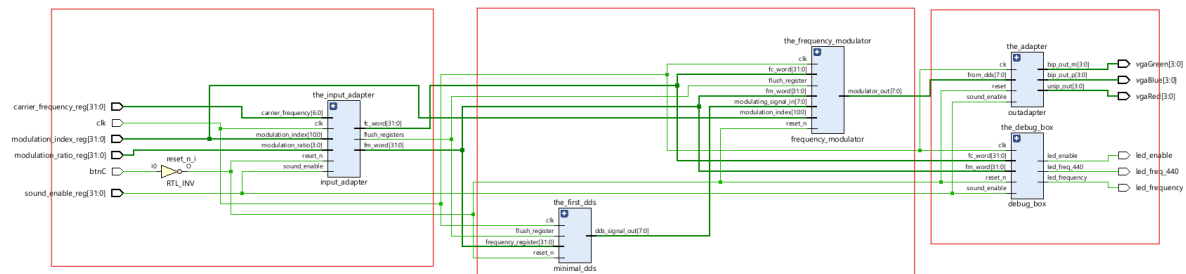 carrier_frequency_reg[31:0]
clk
modulation_index_reg[31:0]
modulation_ratio_reg[31:0]
btnC
sound_enable_reg[31:0]
reset_n_i
I0
O
RTL_INV
the_input_adapter
carrier_frequency[6:0]
clk
modulation_index[10:0]
modulation_ratio[3:0]
reset_n
sound_enable
fc_word[31:0]
flush_registers
fm_word[31:0]
input_adapter
the_first_dds
clk
flush_register
frequency_register[31:0]
reset_n
dds_signal_out[7:0]
minimal_dds
the_frequency_modulator
clk
fc_word[31:0]
flush_register
fm_word[31:0]
modulating_signal_in[7:0]
modulation_index[10:0]
reset_n
modulator_out[7:0]
frequency_modulator
the_adapter
ck
from_dds[7:0]
reset
sound_enable
bip_out_m[3:0]
bip_out_p[3:0]
unip_out[3:0]
outadapter
vgaGreen[3:0]
vgaBlue[3:0]
vgaRed[3:0]
the_debug_box
clk
fc_word[31:0]
fm_word[31:0]
reset_n
sound_enable
led_enable
led_freq_440
led_frequency
debug_box
led_enable
led_freq_440
led_frequency